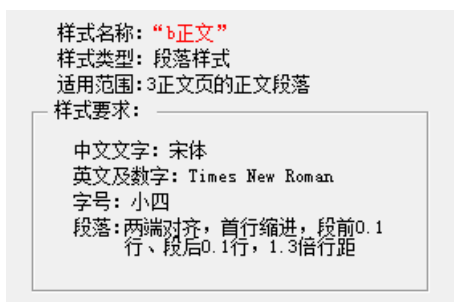 样式名称：“b正文”
样式类型：段落样式
适用范围：3正文页的正文段落
样式要求：
中文文字：宋体
英文及数字：Times New Roman
字号：小四
段落：两端对齐，首行缩进，段前0.1
行、段后0.1行，1.3倍行距